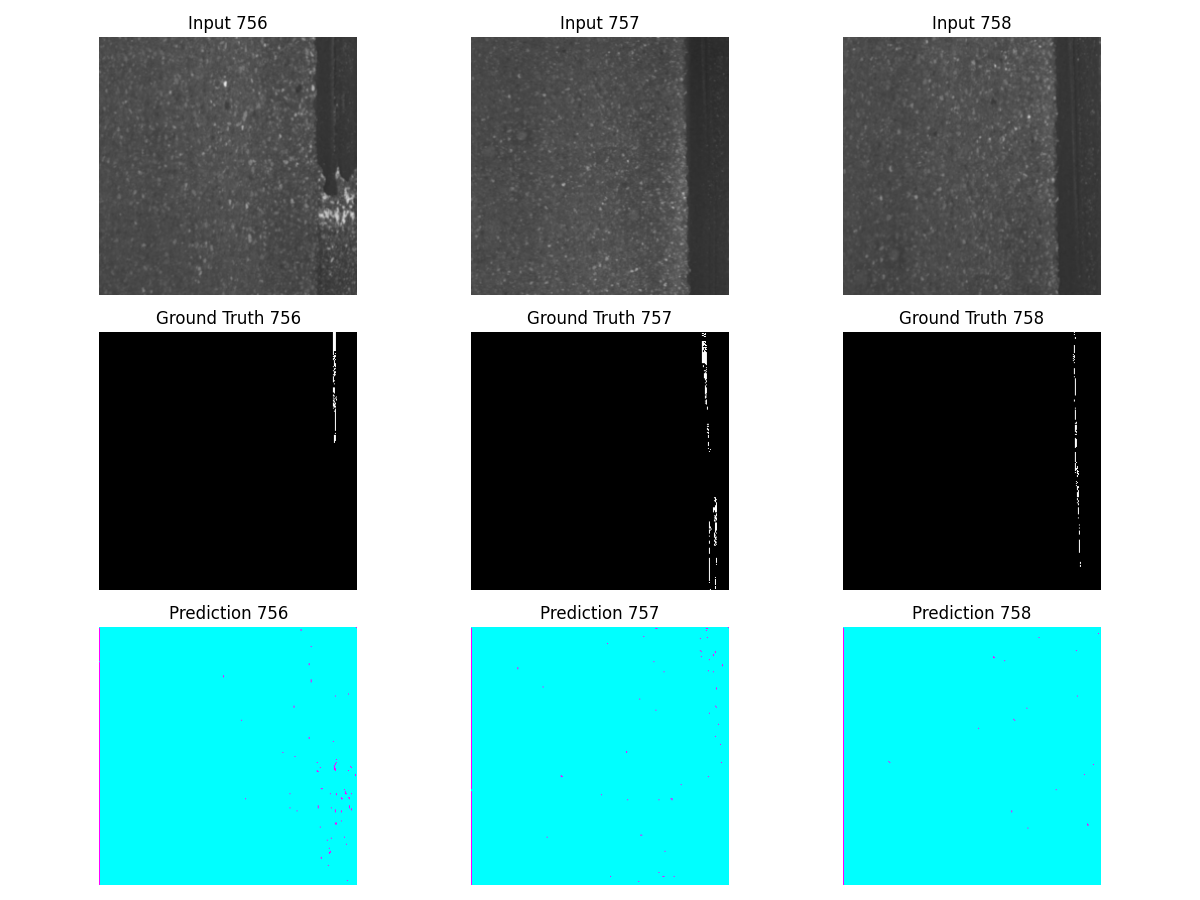 Input 756
Input 757
Input 758
Ground Truth 756
Ground Truth 757
Ground Truth 758
Prediction 756
Prediction 757
Prediction 758